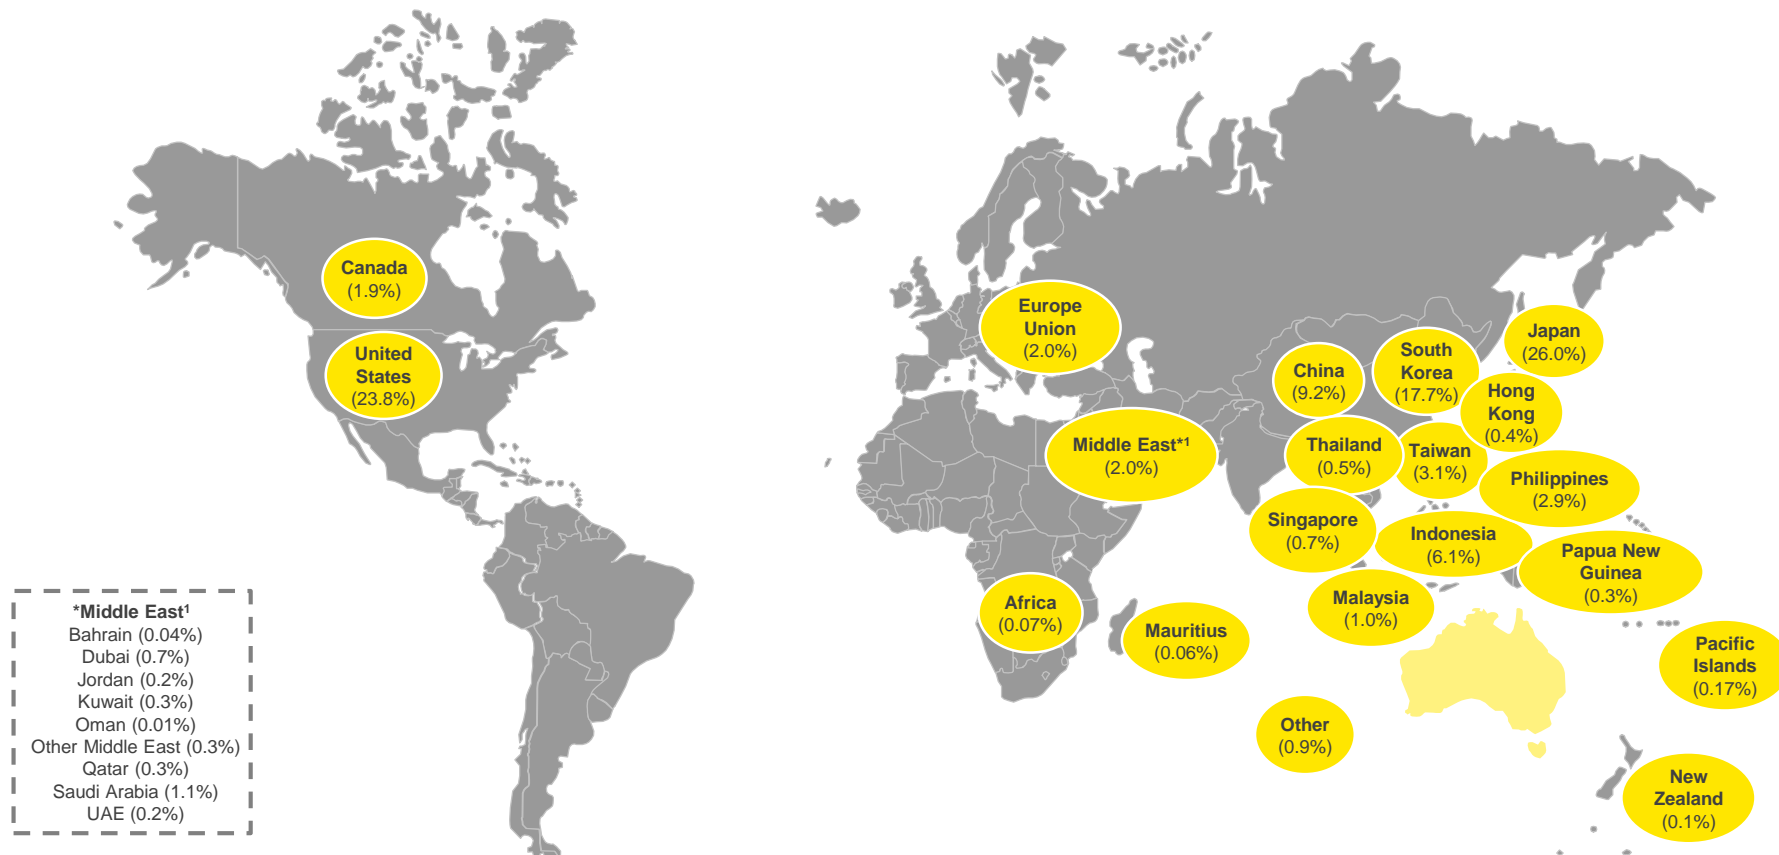 Canada
(1.9%)
United
States
(23.8%)
Europe
Union
(2.0%)
Middle East*¹
(2.0%)
Africa
(0.07%)
Mauritius
(0.06%)
China
(9.2%)
South
Korea
(17.7%)
Japan
(26.0%)
Hong
Kong
(0.4%)
Thailand
(0.5%)
Taiwan
(3.1%)
Philippines
(2.9%)
Singapore
(0.7%)
Indonesia
(6.1%)
Papua New
Guinea
(0.3%)
Malaysia
(1.0%)
Pacific
Islands
(0.17%)
Other
(0.9%)
New
Zealand
(0.1%)
*Middle East¹
Bahrain (0.04%)
Dubai (0.7%)
Jordan (0.2%)
Kuwait (0.3%)
Oman (0.01%)
Other Middle East (0.3%)
Qatar (0.3%)
Saudi Arabia (1.1%)
UAE (0.2%)